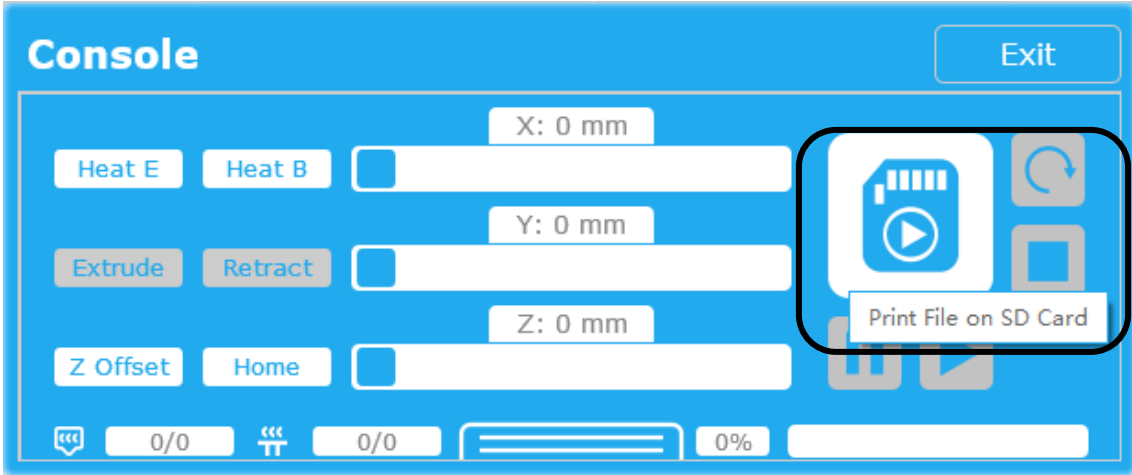 Console
Exit
X: 0 mm
Heat E
Heat B
Y: 0 mm
Extrude
Retract
Z: 0 mm
Print File on SD Card
Z Offset
Home
0/0
0/0
0%